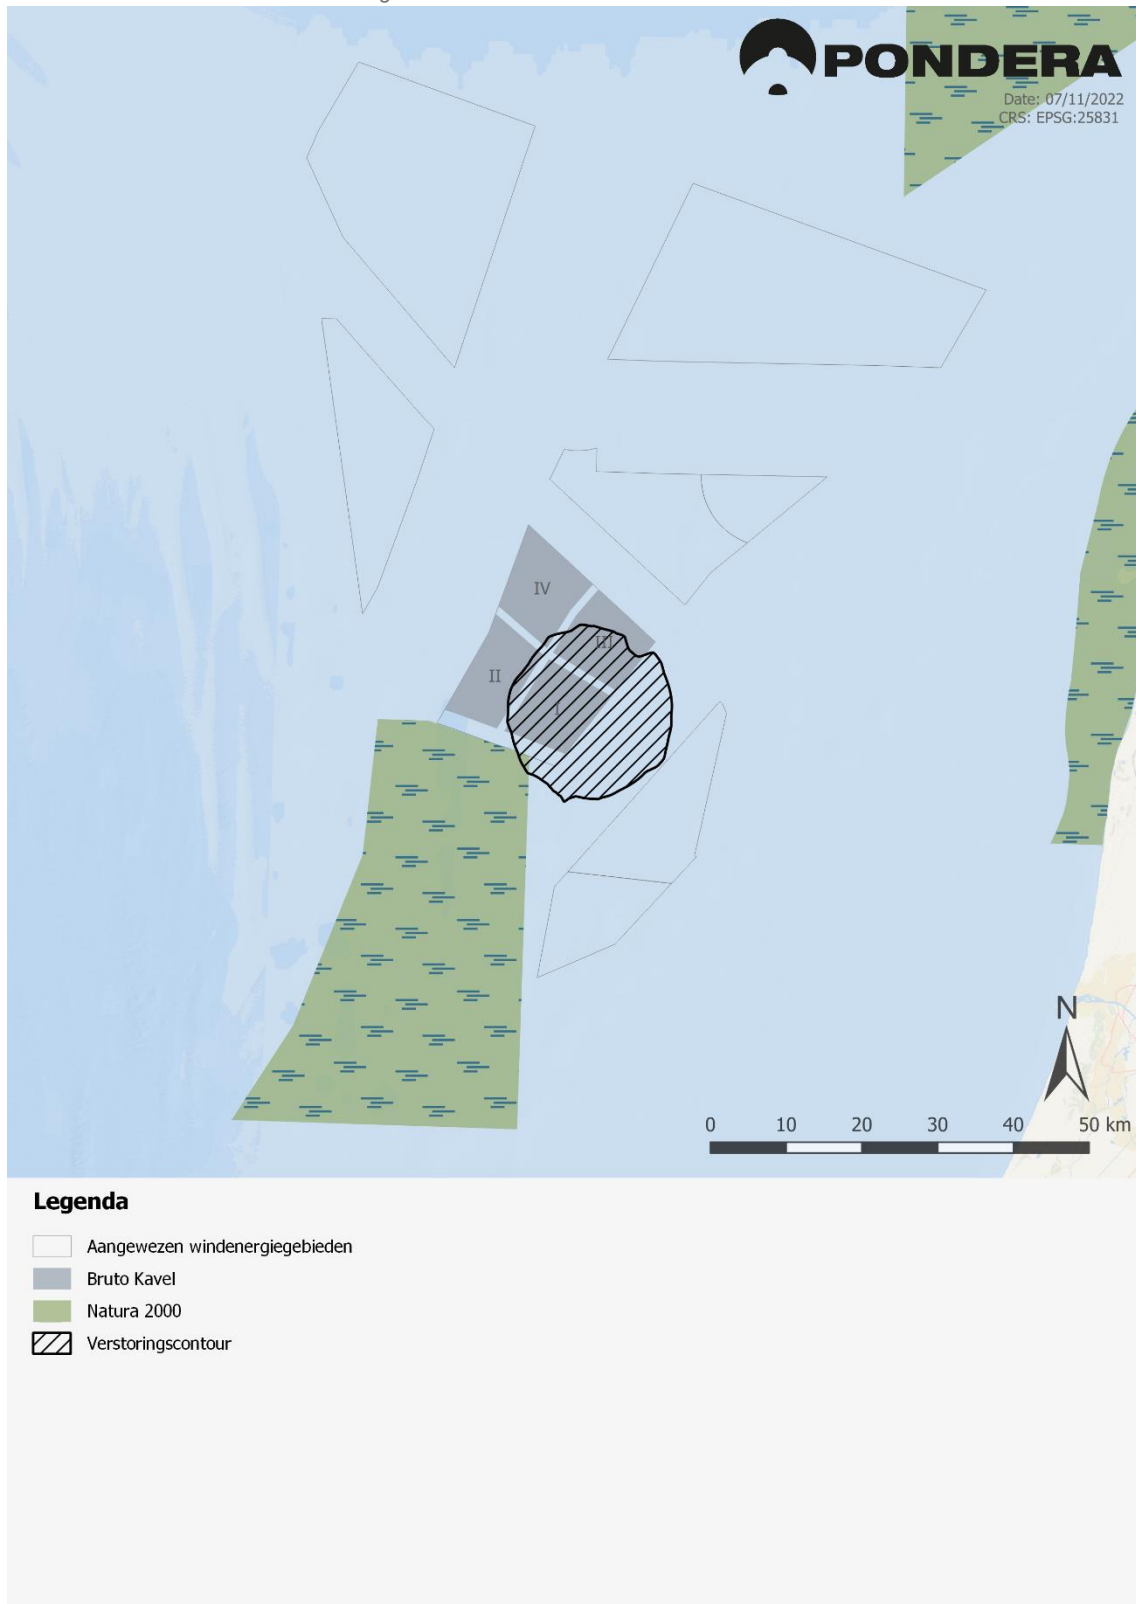 PONDERA
Date: 07/11/2022
CRS: EPSG:25831
IV
III
II
I
N
0 10 20 30 40 50 km
Legenda
Aangewezen windenergiegebieden
Bruto Kavel
Natura 2000
Verstoringscontour